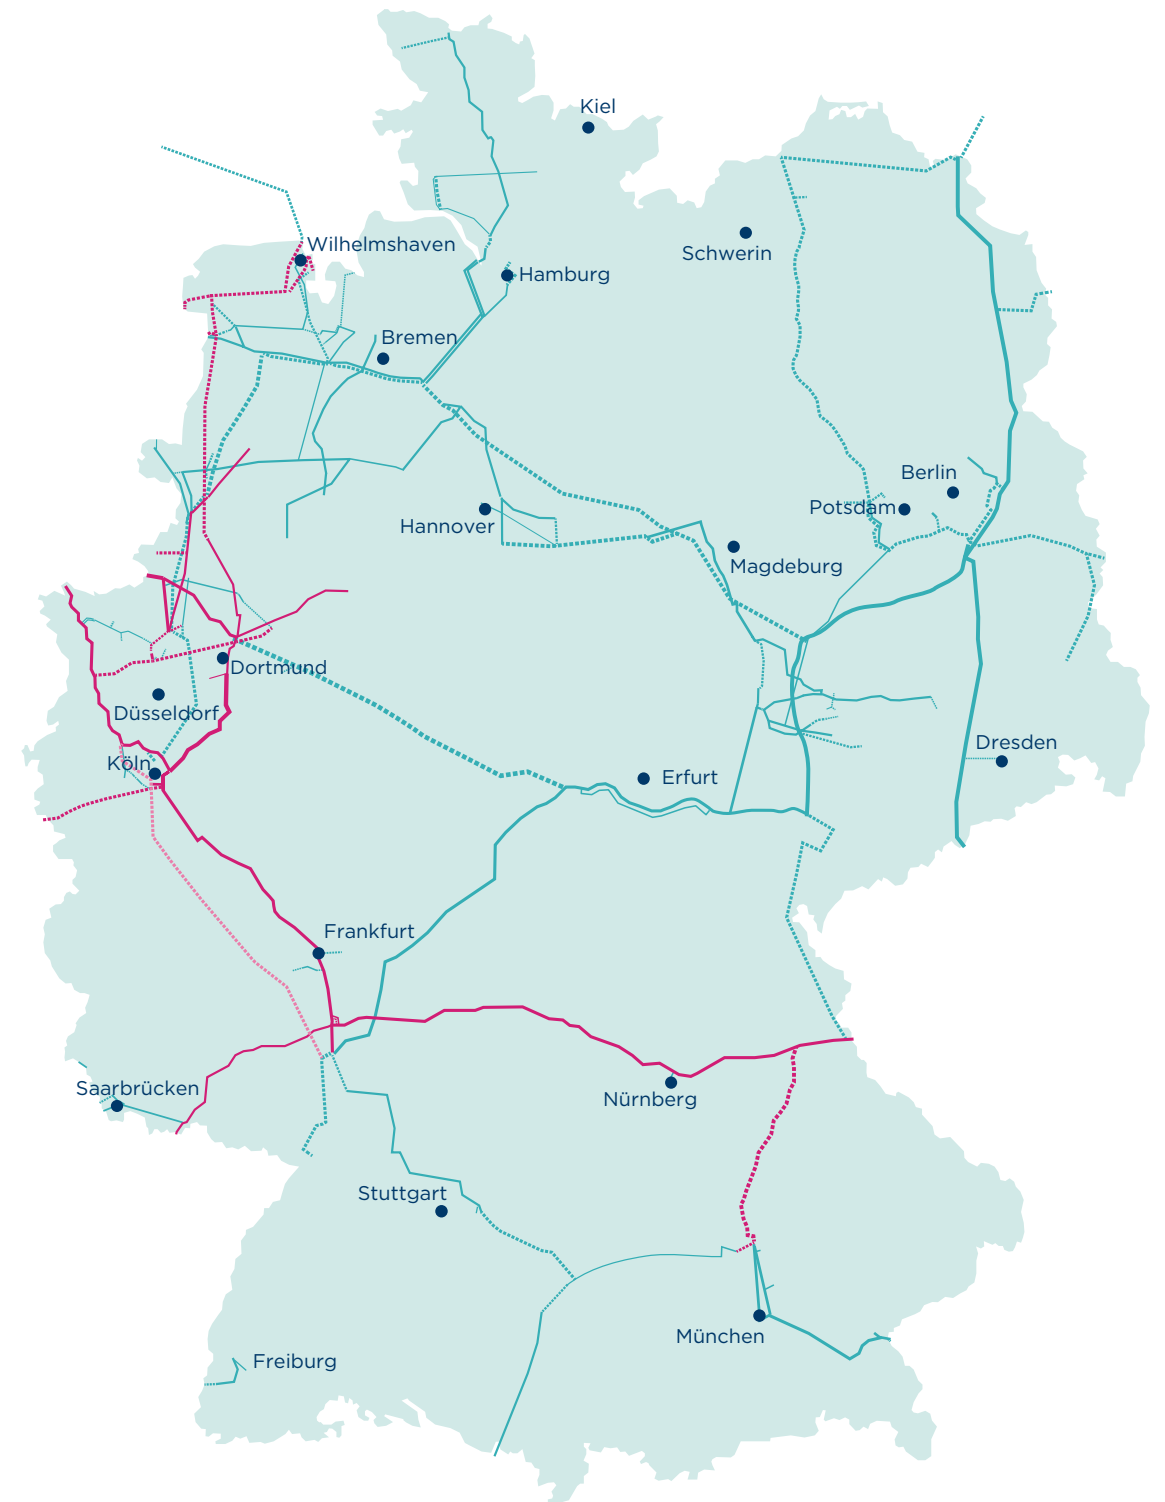 Kiel
Wilhelmshaven
Schwerin
Hamburg
Bremen
Berlin
Potsdam
Hannover
Magdeburg
Dortmund
Düsseldorf
Dresden
Köln
Erfurt
Frankfurt
Saarbrücken
Nürnberg
Stuttgart
München
Freiburg